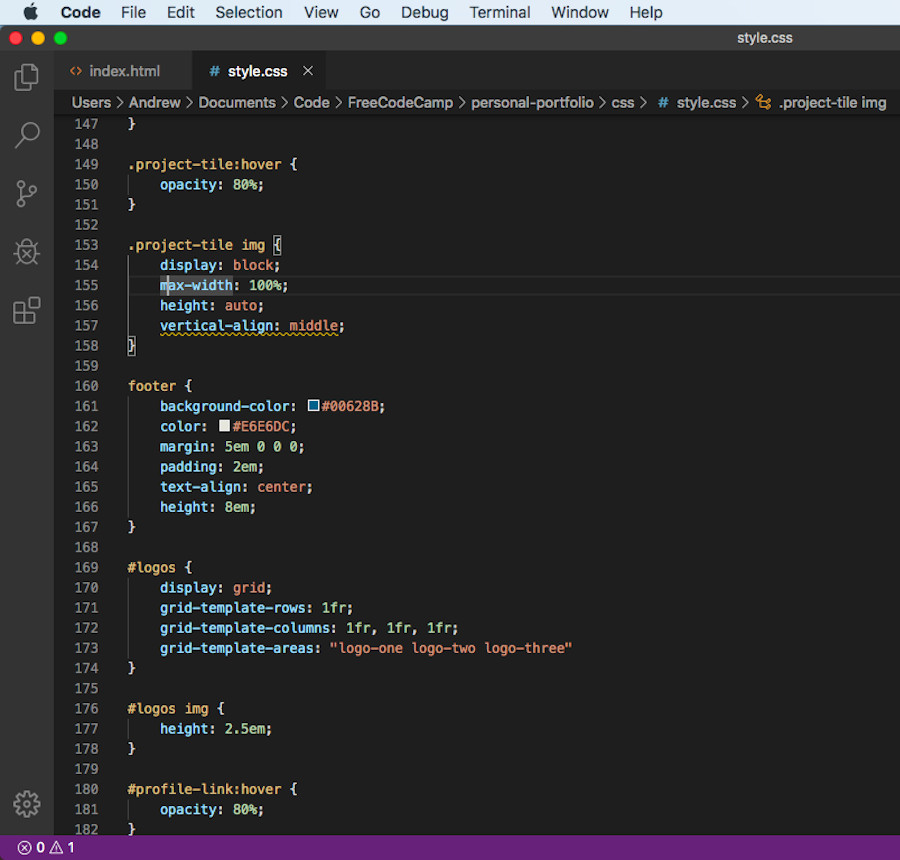 Code File Edit Selection View Go Debug Terminal Window Help
style.css
<> index.html # style.css ×
Users > Andrew > Documents > Code > FreeCodeCamp > personal-portfolio > css > # style.css > .project-tile img
147 }
148
149 .project-tile:hover {
150 opacity: 80%;
151 }
152
153 .project-tile img {
154 display: block;
155 max-width: 100%;
156 height: auto;
157 vertical-align: middle;
158 }
159
160 footer {
161 background-color: #00628B;
162 color: #E6E6DC;
163 margin: 5em 0 0 0;
164 padding: 2em;
165 text-align: center;
166 height: 8em;
167 }
168
169 #logos {
170 display: grid;
171 grid-template-rows: 1fr;
172 grid-template-columns: 1fr, 1fr, 1fr;
173 grid-template-areas: "logo-one logo-two logo-three"
174 }
175
176 #logos img {
177 height: 2.5em;
178 }
179
180 #profile-link:hover {
181 opacity: 80%;
182 }
0 1